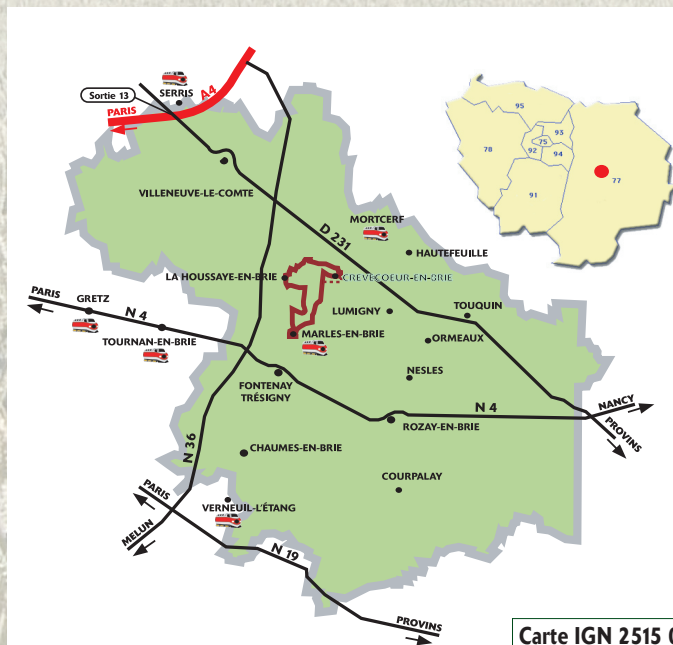 SERRIS
Sortie 13
A4
PARIS
95
93
75
92
94
78
77
91
VILLENEUVE-LE-COMTE
MORTCERF
D 231
HAUTEFEUILLE
LA HOUSSAYE-EN-BRIE
CREVECOEUR-EN-BRIE
PARIS
GRETZ
N 4
TOURNAN-EN-BRIE
LUMIGNY
TOUQUIN
MARLES-EN-BRIE
ORMEAUX
NESLES
FONTENAY
TRÉSIGNY
N 4
NANCY
ROZAY-EN-BRIE
PROVINS
N 36
CHAUMES-EN-BRIE
COURPALAY
PARIS
VERNEUIL-L'ÉTANG
MELUN
N 19
PROVINS
Carte IGN 2515